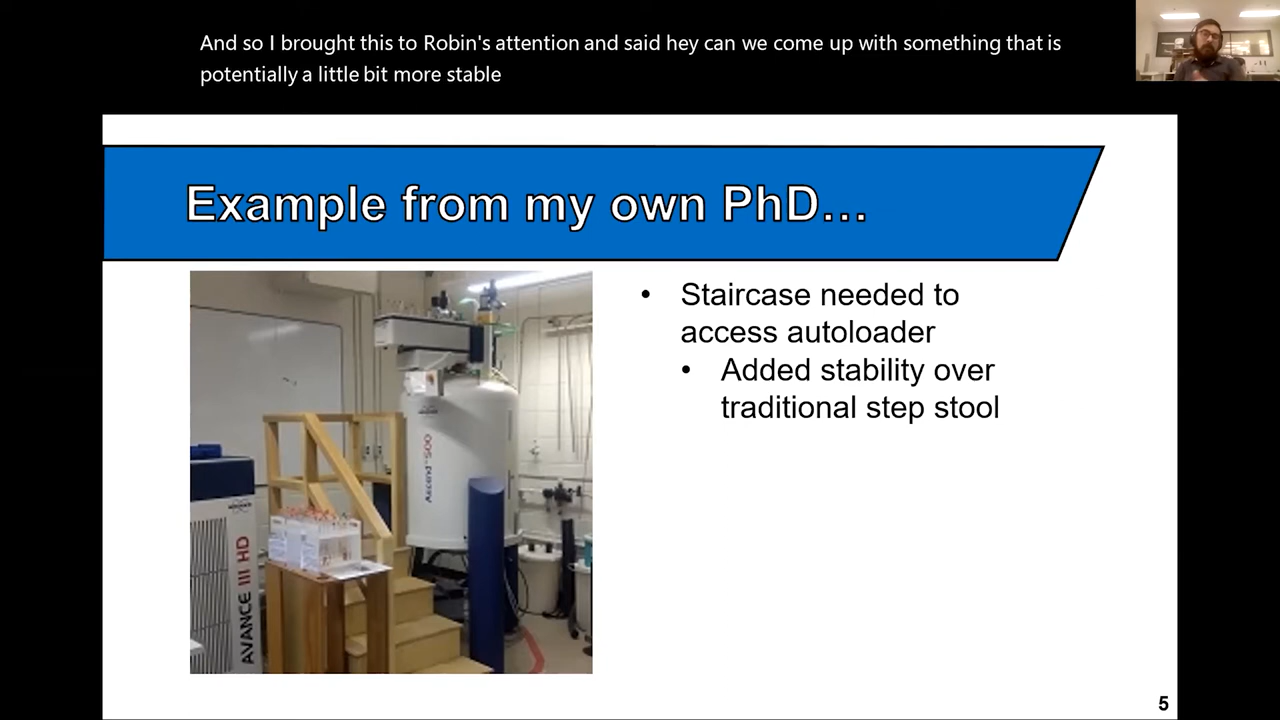 And so I brought this to Robin's attention and said hey can we come up with something that is
potentially a little bit more stable
Example from my own PhD...
• Staircase needed to
access autoloader
• Added stability over
traditional step stool
Ascend 500
AVANCE III HD
5